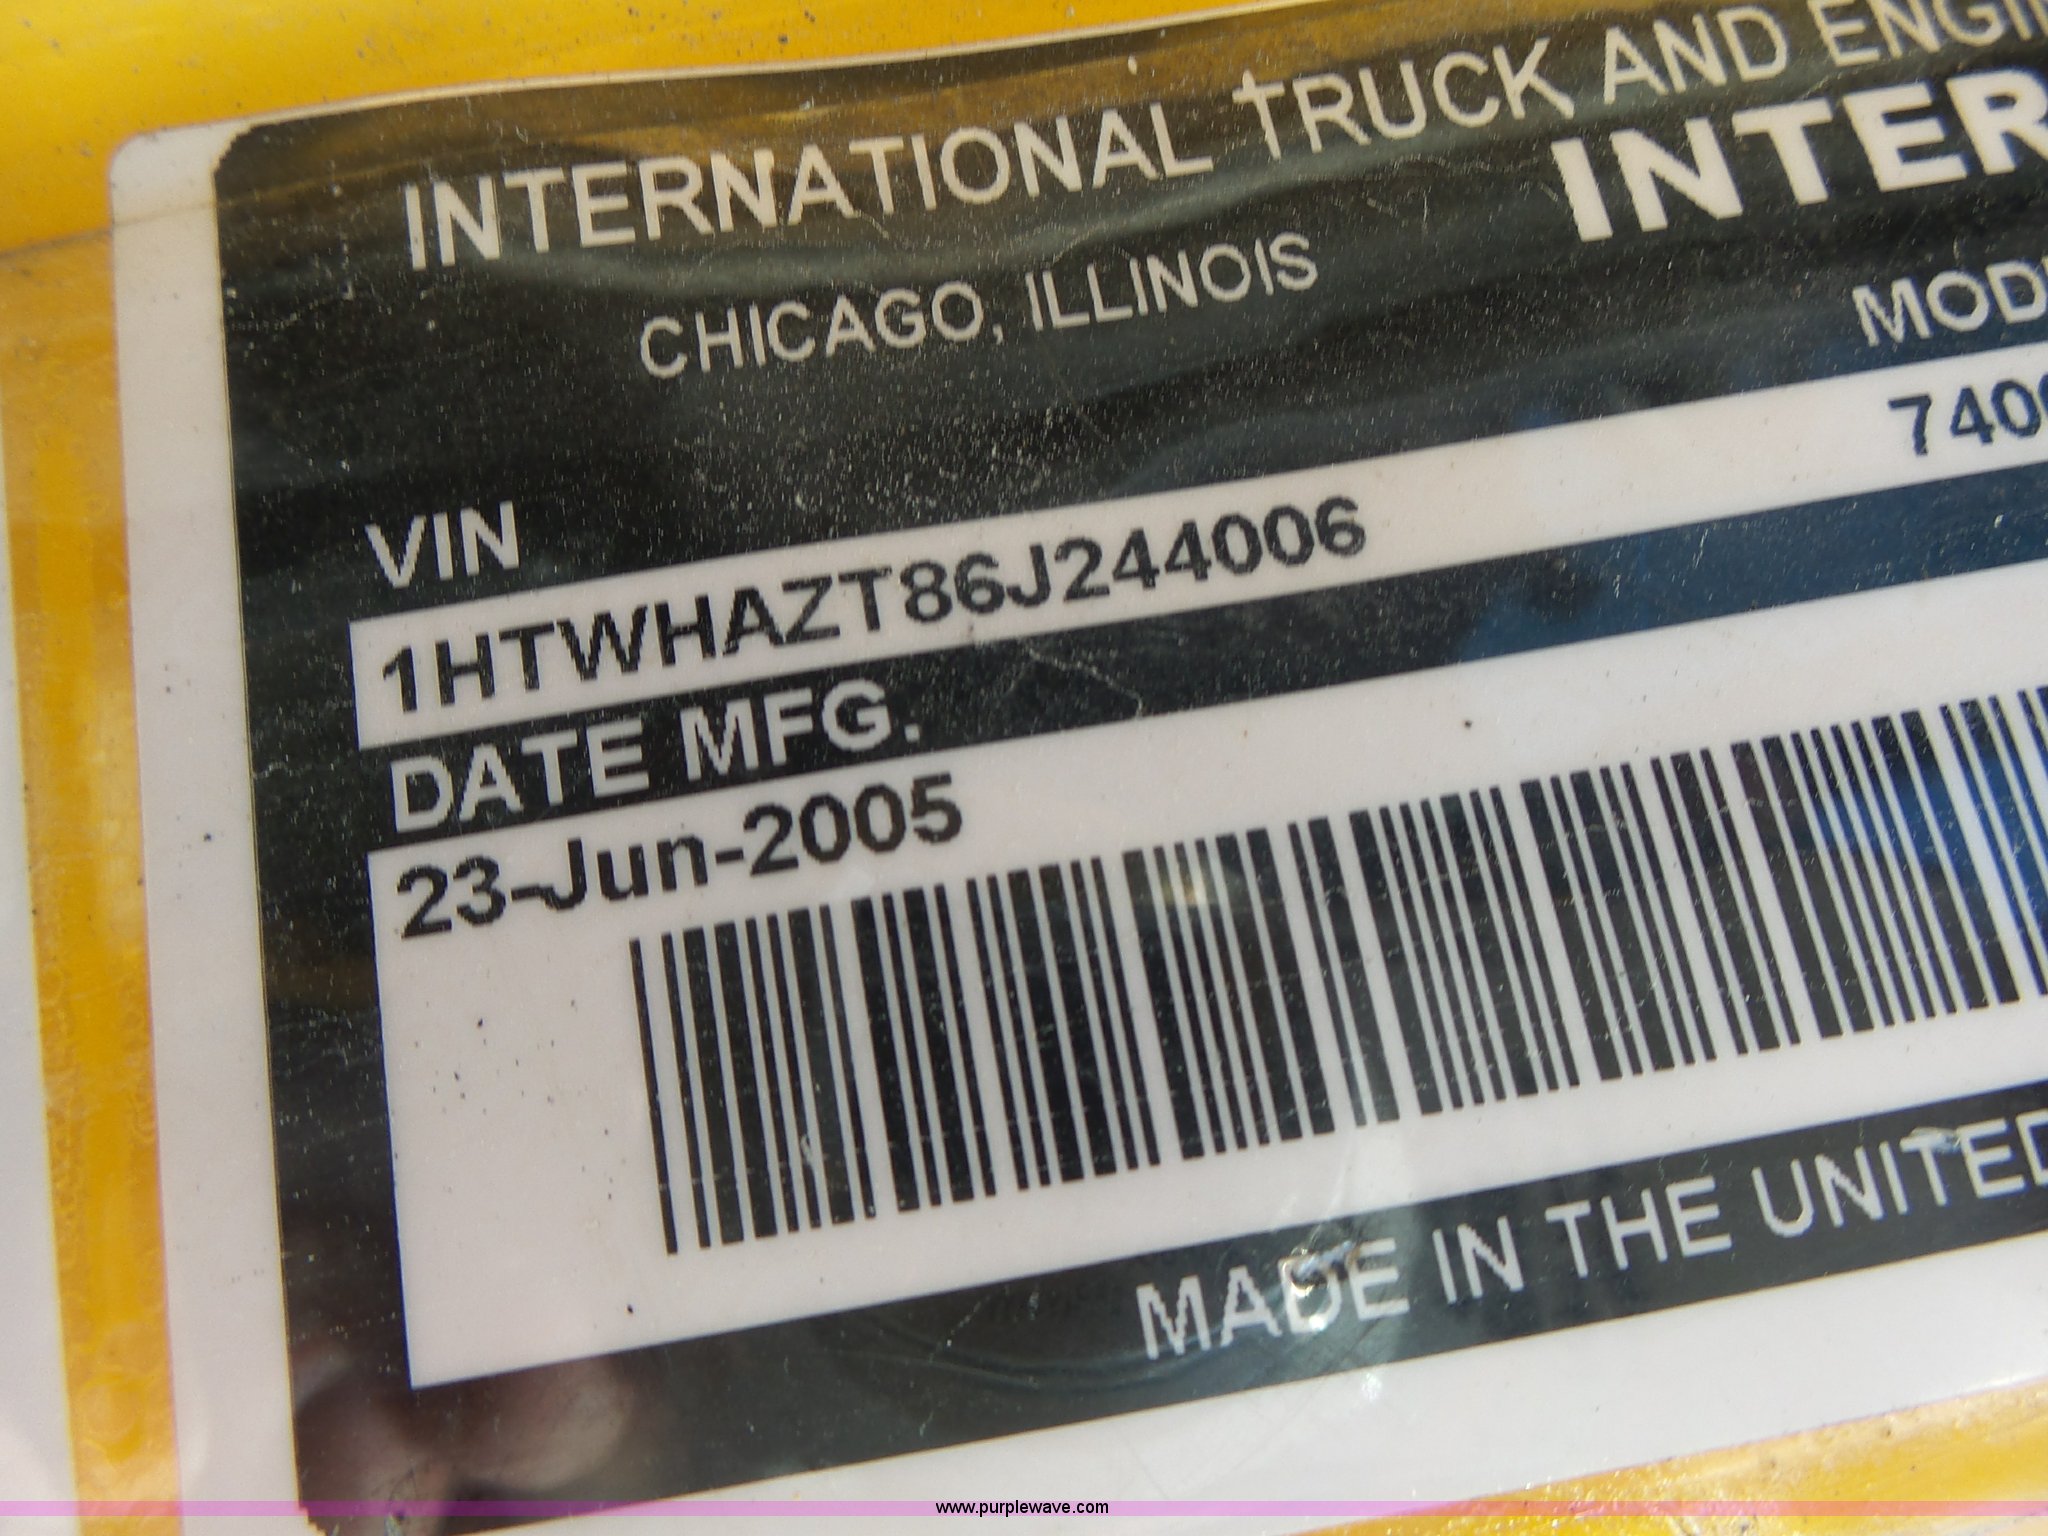 INTERNATIONAL TRUCK AND ENGIN
CHICAGO, ILLINOIS
INTER
MOD
VIN
1HTWHAZT86J244006
740
DATE MFG.
23-Jun-2005
MADE IN THE UNITED
www.purplewave.com